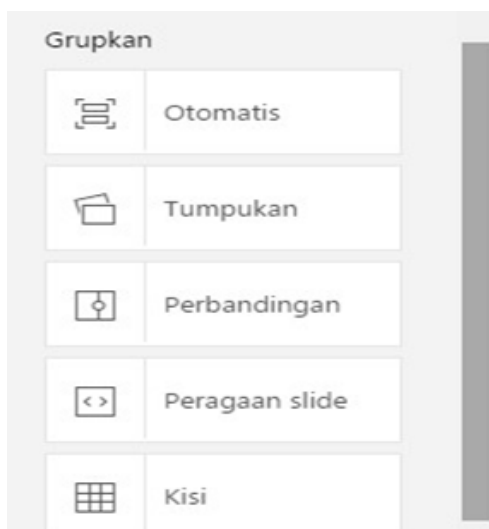 Grupkan
Otomatis
Tumpukan
Perbandingan
Peragaan slide
Kisi